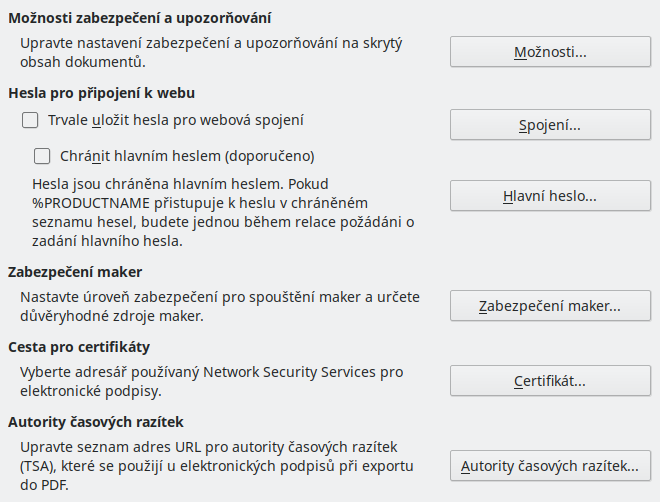 Možnosti zabezpečení a upozorňování
Upravte nastavení zabezpečení a upozorňování na skrytý
obsah dokumentů.
Možnosti...
Hesla pro připojení k webu
Trvale uložit hesla pro webová spojení
Spojení...
Chránit hlavním heslem (doporučeno)
Hesla jsou chráněna hlavním heslem. Pokud
%PRODUCTNAME přistupuje k heslu v chráněném
seznamu hesel, budete jednou během relace požádáni o
zadání hlavního hesla.
Hlavní heslo...
Zabezpečení maker
Nastavte úroveň zabezpečení pro spouštění maker a určete
důvěryhodné zdroje maker.
Zabezpečení maker...
Cesta pro certifikáty
Vyberte adresář používaný Network Security Services pro
elektronické podpisy.
Certifikát...
Autority časových razítek
Upravte seznam adres URL pro autority časových razítek
(TSA), které se použijí u elektronických podpisů při exportu
do PDF.
Autority časových razítek...